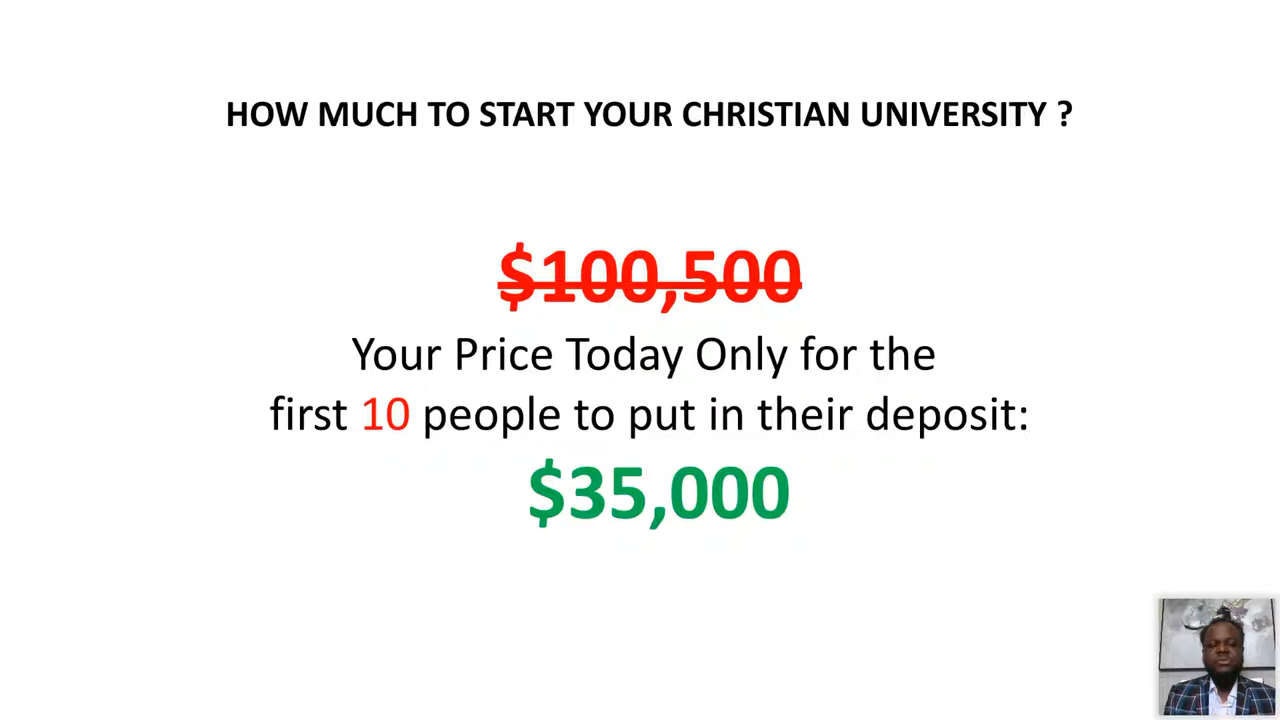 HOW MUCH TO START YOUR CHRISTIAN UNIVERSITY ?
$100,500
Your Price Today Only for the
first 10 people to put in their deposit:
$35,000